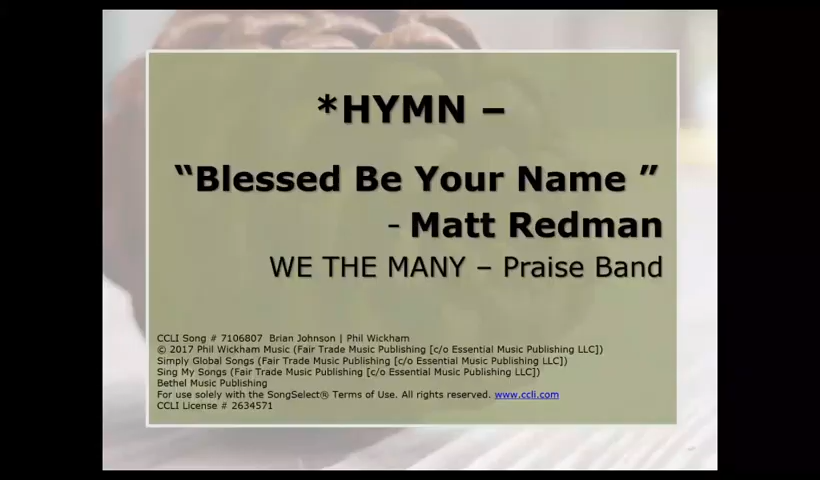 *HYMN –
“Blessed Be Your Name ”
- Matt Redman
WE THE MANY – Praise Band
CCLI Song # 7106807 Brian Johnson | Phil Wickham
© 2017 Phil Wickham Music (Fair Trade Music Publishing [c/o Essential Music Publishing LLC])
Simply Global Songs (Fair Trade Music Publishing [c/o Essential Music Publishing LLC])
Sing My Songs (Fair Trade Music Publishing [c/o Essential Music Publishing LLC])
Bethel Music Publishing
For use solely with the SongSelect® Terms of Use. All rights reserved. www.ccli.com
CCLI License # 2634571